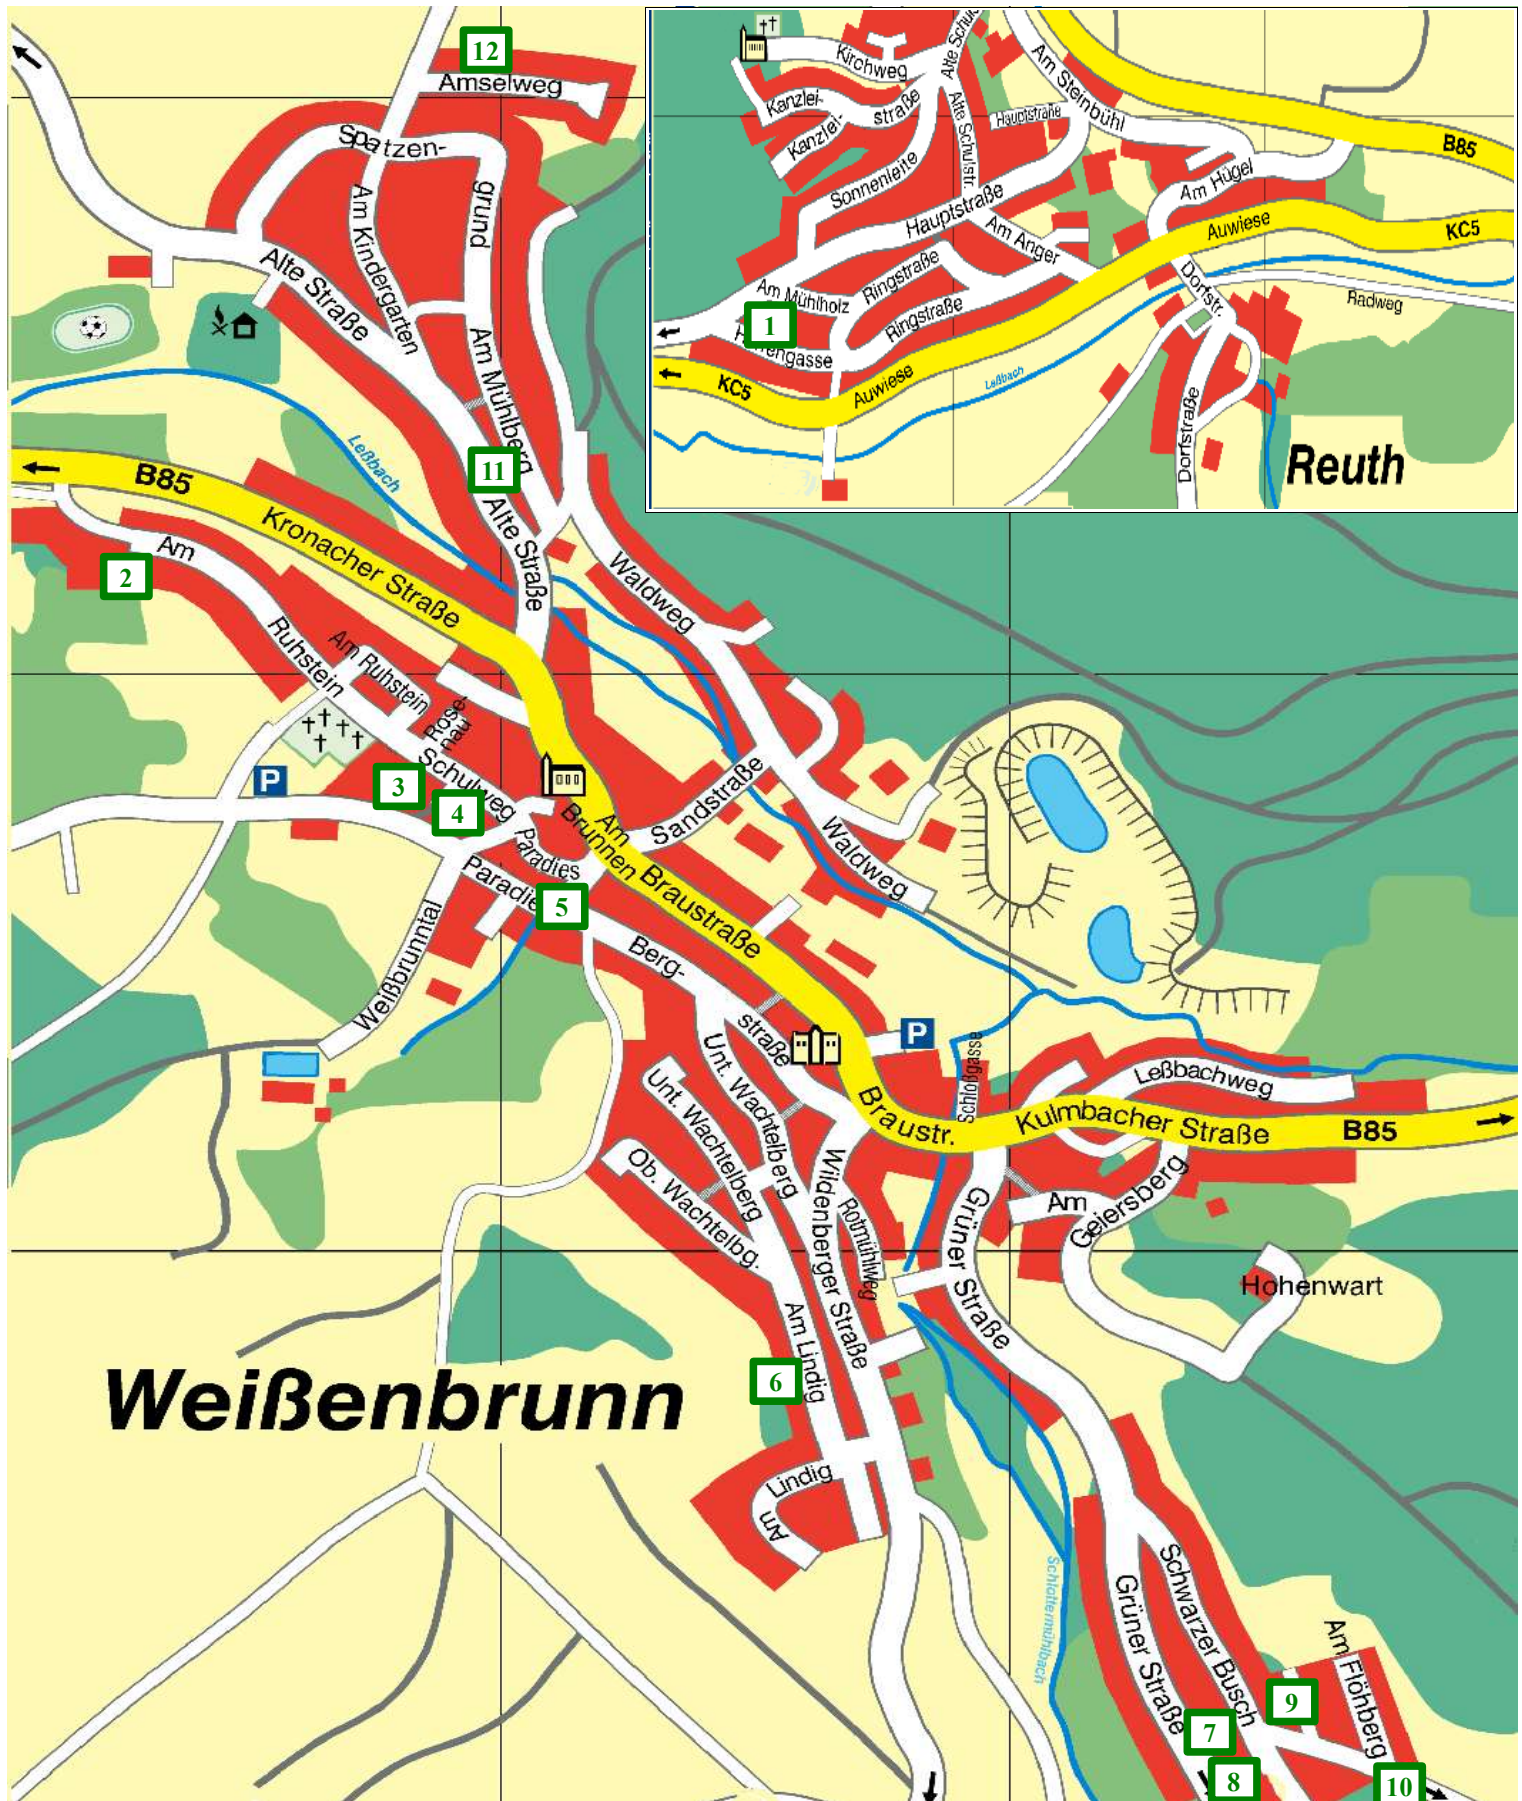 12
Amselweg
Spatzen-
grund
Am Kindergarten
Alte Straße
Am Mühlberg
11
Alte Straße
Leßbach
B85
Kronacher Straße
Am
2
Ruhstein
Am Ruhstein
Rose-
nau
Waldweg
Schulweg
3
4
P
Sandstraße
Am
Brunnen
Paradies
5
Waldweg
Braustraße
Weißbrunntal
Berg-
straße
P
Schloßgasse
Unt. Wachtelberg
Unt. Wachtelberg
Ob. Wachtelbg.
Braustr.
Kulmbacher Straße
B85
Leßbachweg
Am
Geiersberg
Hohenwart
Wildenberger Straße
Rotmühlweg
Grüner Straße
Am Lindig
6
Weißenbrunn
Lindig
Am
Schlottermühlbach
Grüner Straße
Schwarzer Busch
Am Flöhberg
7
8
9
10
Kirchweg
Alte Schulstr.
Kanzlei-
straße
Kanzlei-
Sonnenleite
Hauptstraße
Am Steinbühl
Hauptstraße
Am Hügel
B85
Am Anger
Auwiese
KC5
Ringstraße
Ringstraße
Am Mühlholz
1
KC5
Auwiese
Leßbach
Dorfstr.
Radweg
Dorfstraße
Reuth